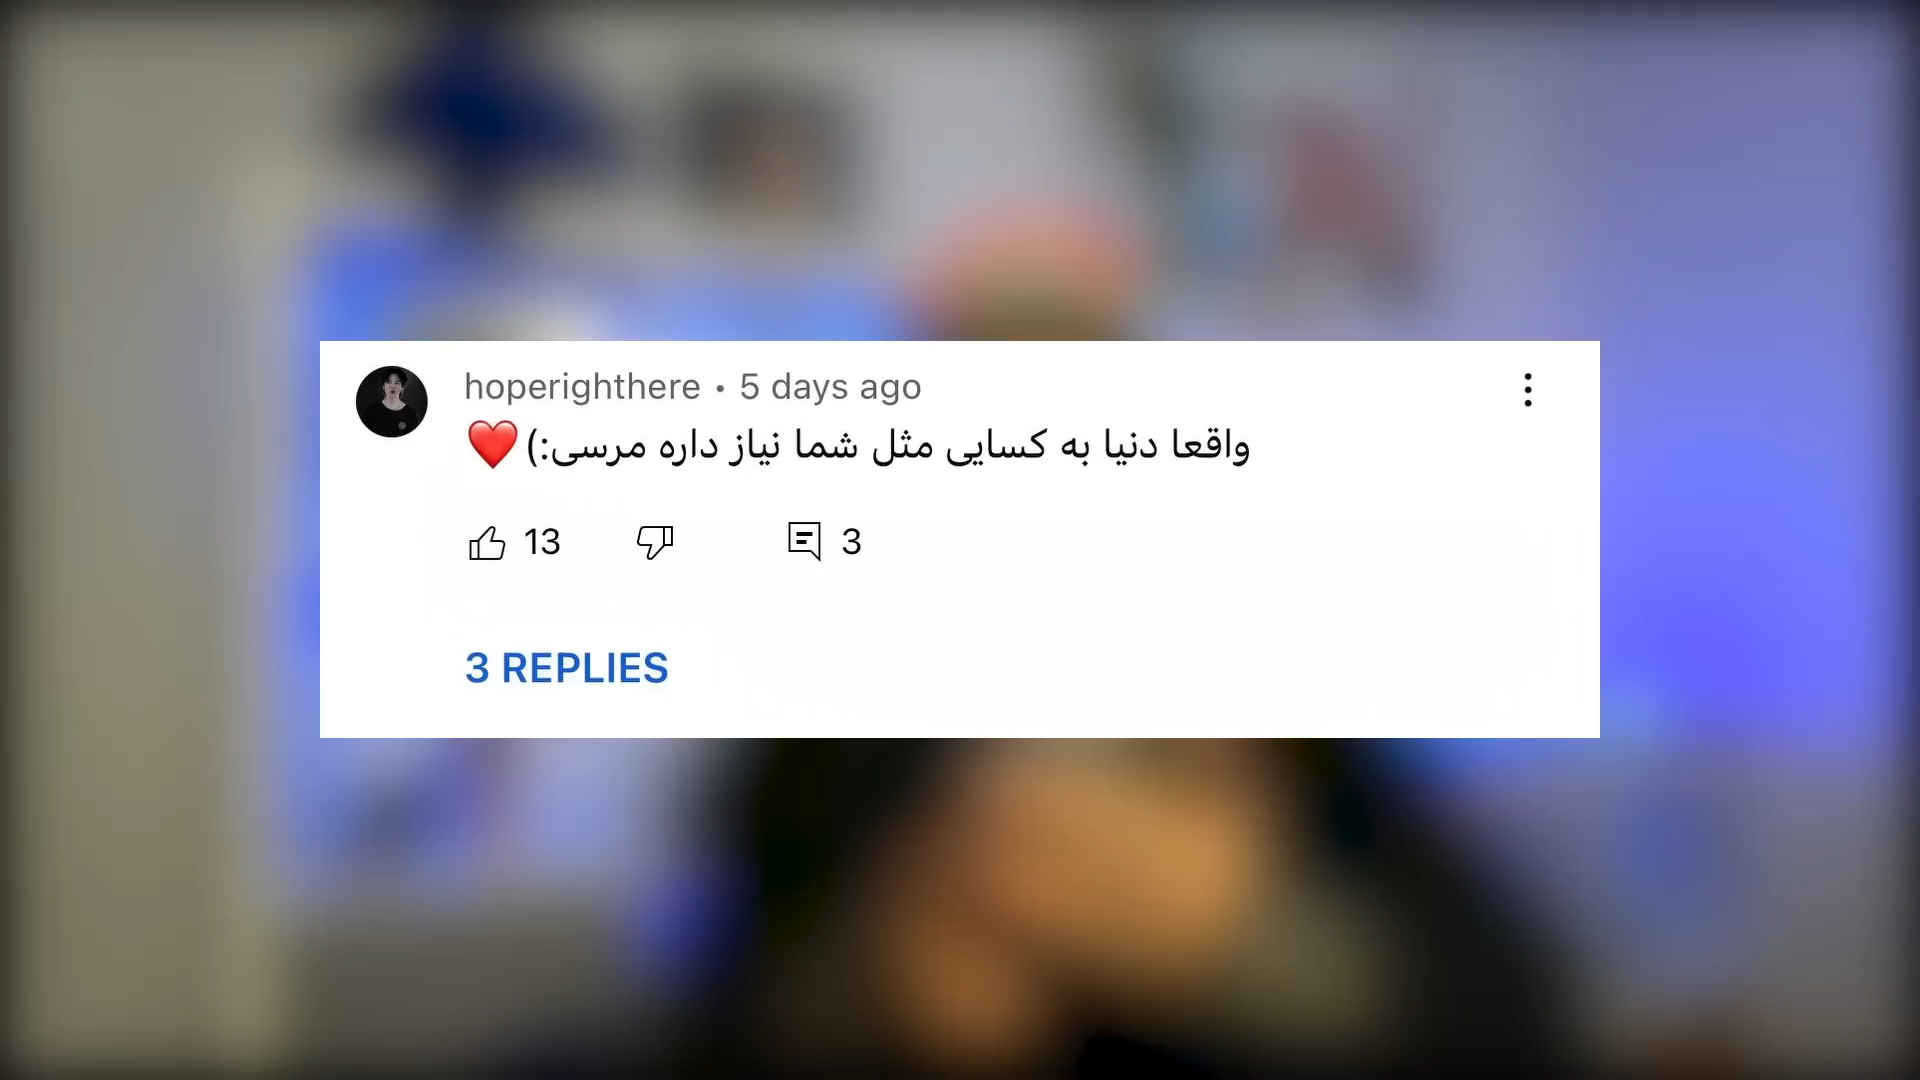 hoperighthere • 5 days ago
واقعا دنیا به کسایی مثل شما نیاز داره مرسی:)❤️
13 3
3 REPLIES